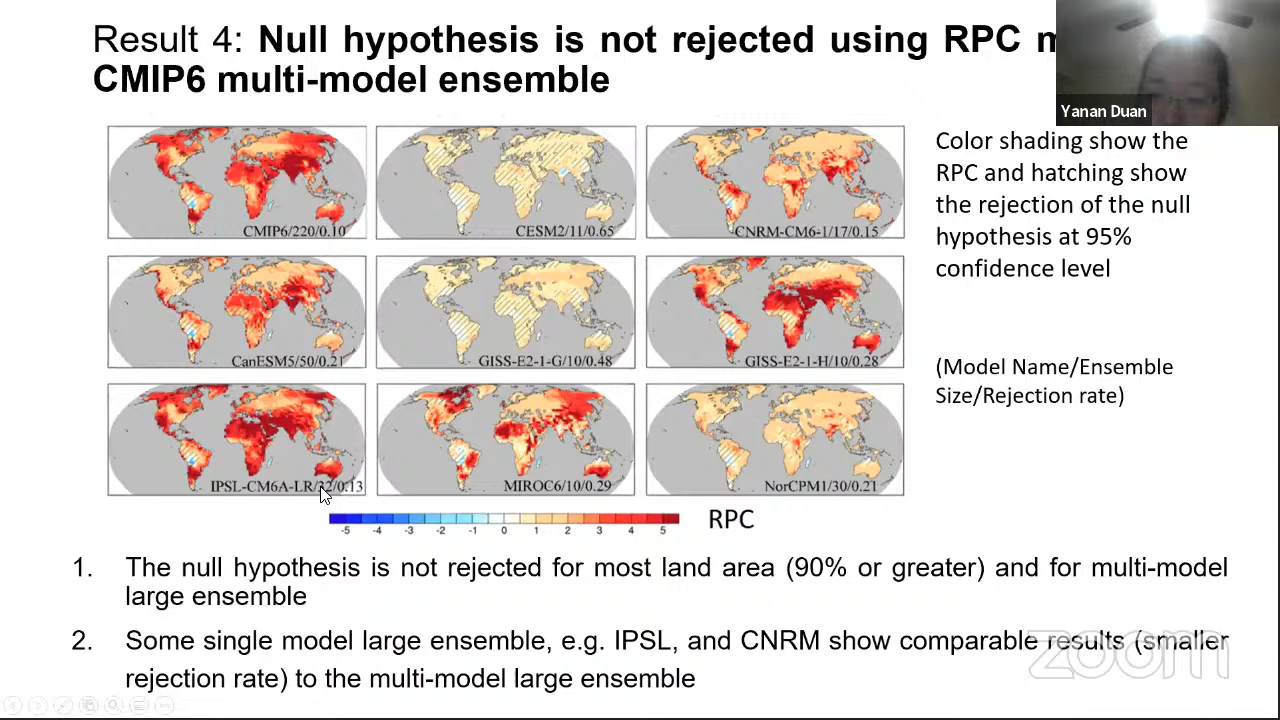 Result 4: Null hypothesis is not rejected using RPC
CMIP6 multi-model ensemble
Yanan Duan
Color shading show the
RPC and hatching show
the rejection of the null
hypothesis at 95%
confidence level
(Model Name/Ensemble
Size/Rejection rate)
CMIP6/220/0.10
CESM2/11/0.65
CNRM-CM6-1/17/0.15
CanESM5/50/0.21
GISS-E2-1-G/10/0.48
GISS-E2-1-H/10/0.28
IPSL-CM6A-LR/32/0.13
MIROC6/10/0.29
NorCPM1/30/0.21
-5 -4 -3 -2 -1 0 1 2 3 4 5
RPC
1. The null hypothesis is not rejected for most land area (90% or greater) and for multi-model
large ensemble
2. Some single model large ensemble, e.g. IPSL, and CNRM show comparable results (smaller
rejection rate) to the multi-model large ensemble
zoom